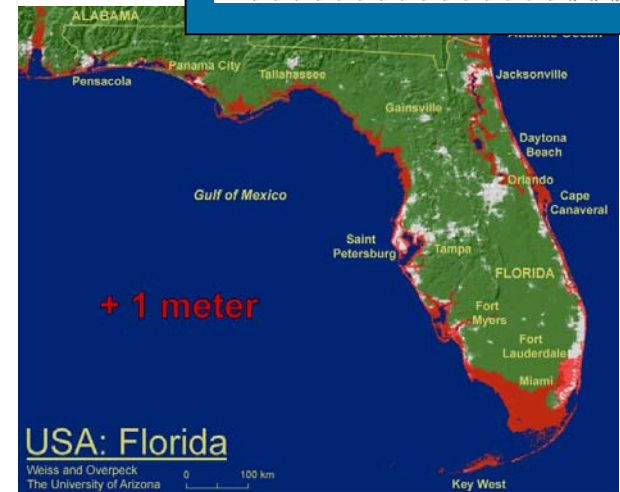 ALABAMA
GEORGIA
Atlantic Ocean
Panama City
Pensacola
Tallahassee
Jacksonville
Gainsville
Daytona
Beach
Orlando
Gulf of Mexico
Cape
Canaveral
Saint
Petersburg
Tampa
FLORIDA
+ 1 meter
Fort
Myers
Fort
Lauderdale
Miami
USA: Florida
Weiss and Overpeck
The University of Arizona
0 100 km
Key West